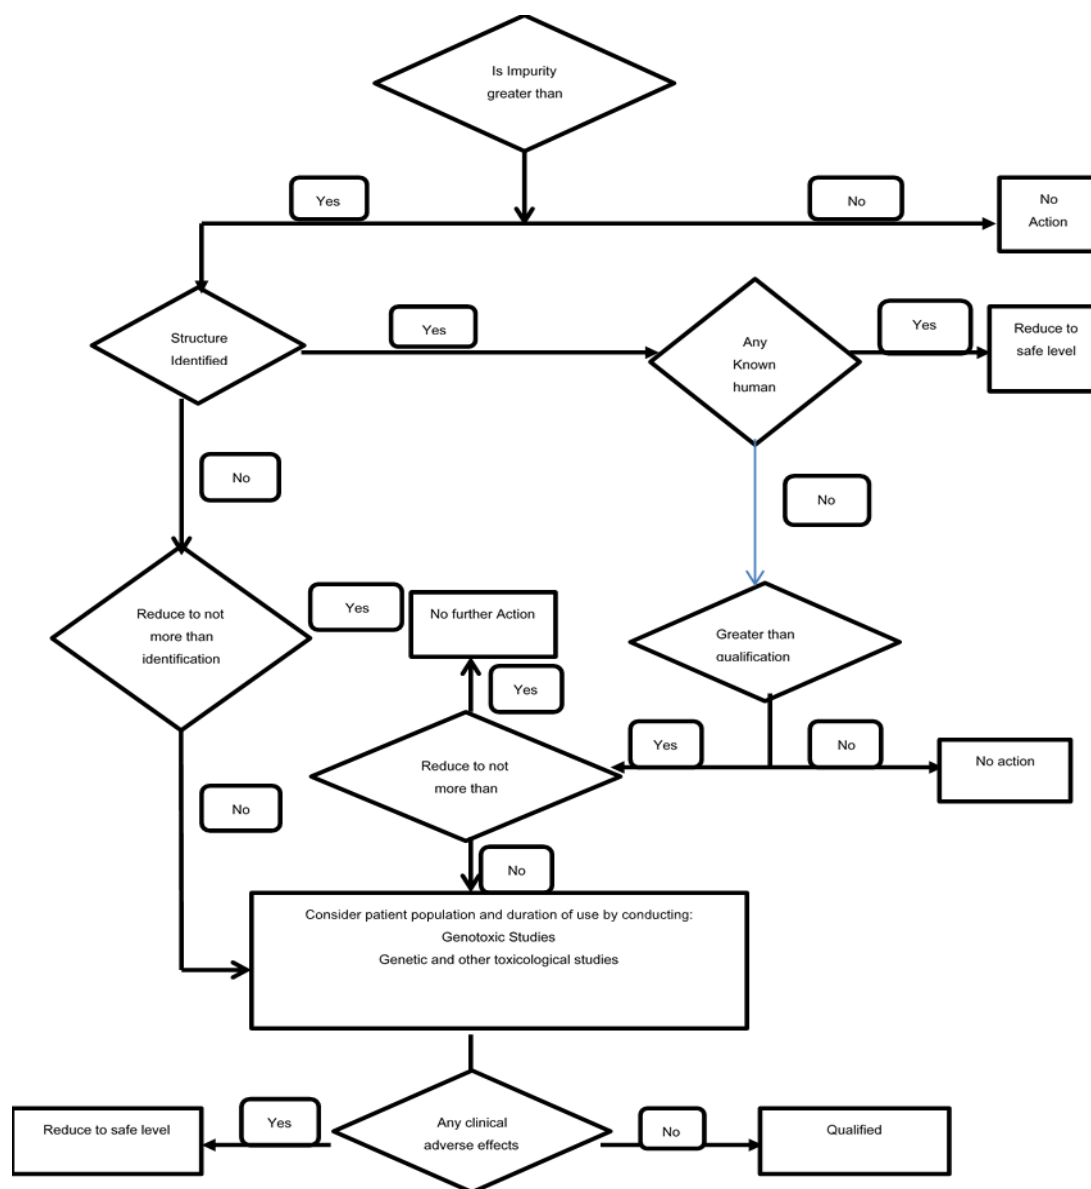 Is Impurity
greater than
Yes
No
No
Action
Structure
Identified
Yes
Any
Known
human
Yes
Reduce to
safe level
No
No
Reduce to not
more than
identification
Yes
No further Action
Greater than
qualification
Yes
Yes
No
No action
Reduce to not
more than
No
No
Consider patient population and duration of use by conducting:
Genotoxic Studies
Genetic and other toxicological studies
Reduce to safe level
Yes
Any clinical
adverse effects
No
Qualified